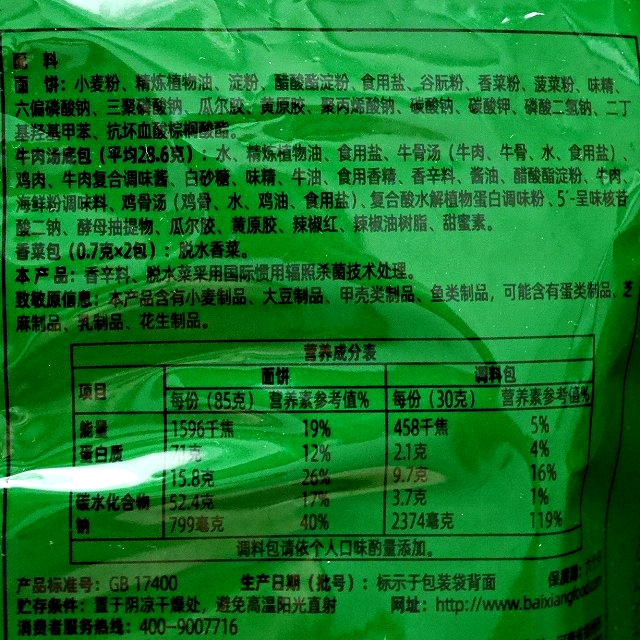 配 料
面 饼：小麦粉、精炼植物油、淀粉、醋酸酯淀粉、食用盐、谷朊粉、香菜粉、菠菜粉、味精、
六偏磷酸钠、三聚磷酸钠、瓜尔胶、黄原胶、聚丙烯酸钠、碳酸钠、碳酸钾、磷酸二氢钠、二丁
基羟基甲苯、抗坏血酸棕榈酸酯。
牛肉汤底包（平均28.6克）：水、精炼植物油、食用盐、牛骨汤（牛肉、牛骨、水、食用盐）、
鸡肉、牛肉复合调味酱、白砂糖、味精、牛油、食用香精、香辛料、酱油、醋酸酯淀粉、牛肉、
海鲜粉调味料、鸡骨汤（鸡骨、水、鸡油、食用盐）、复合酸水解植物蛋白调味粉、5′-呈味核苷
酸二钠、酵母抽提物、瓜尔胶、黄原胶、辣椒红、辣椒油树脂、甜蜜素。
香菜包（0.7克×2包）：脱水香菜。
本 产 品：香辛料、脱水菜采用国际惯用辐照杀菌技术处理。
致敏原信息：本产品含有小麦制品、大豆制品、甲壳类制品、鱼类制品，可能含有蛋类制品、芝
麻制品、乳制品、花生制品。
营养成分表
项目 面饼 调料包
每份（85克） 营养素参考值% 每份（30克） 营养素参考值%
能量 1596千焦 19% 458千焦 5%
蛋白质 12% 2.1克 4%
15.8克 26% 9.7克 16%
碳水化合物 52.4克 17% 3.7克 1%
钠 799毫克 40% 2374毫克 119%
调料包请依个人口味酌量添加。
产品标准号：GB 17400 生产日期（批号）：标示于包装袋背面
贮存条件：置于阴凉干燥处，避免高温阳光直射 网址：http://www.baixiangfood.com
消费者服务热线：400-9007716